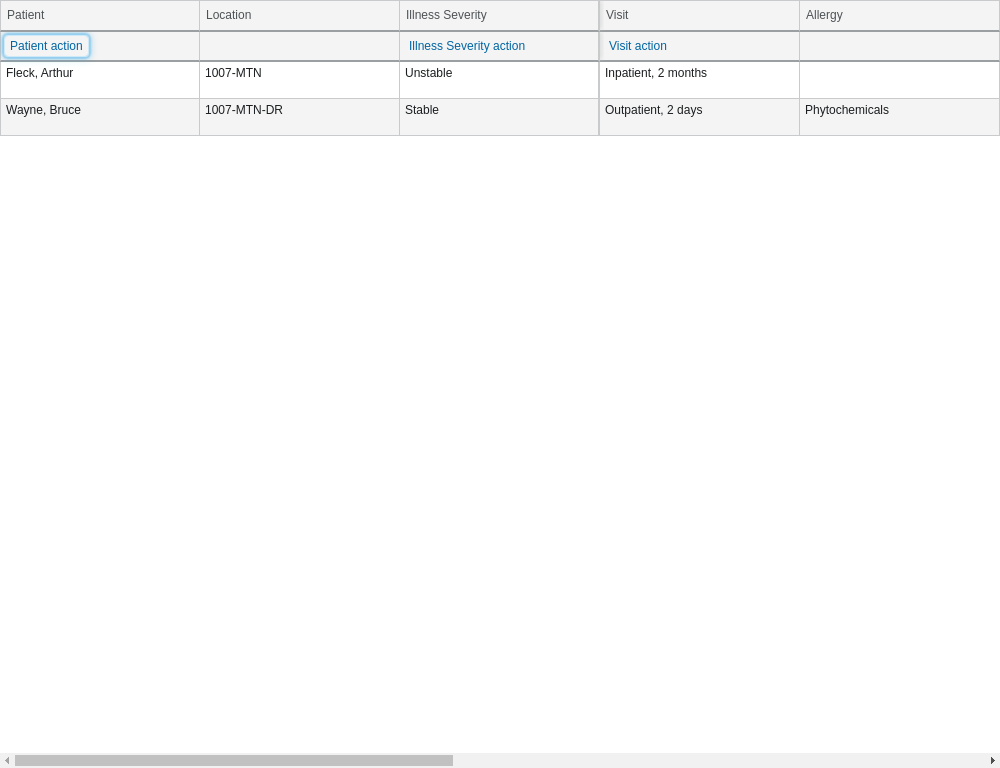 Patient Location Illness Severity Visit Allergy
Patient action Illness Severity action Visit action
Fleck, Arthur 1007-MTN Unstable Inpatient, 2 months
Wayne, Bruce 1007-MTN-DR Stable Outpatient, 2 days Phytochemicals